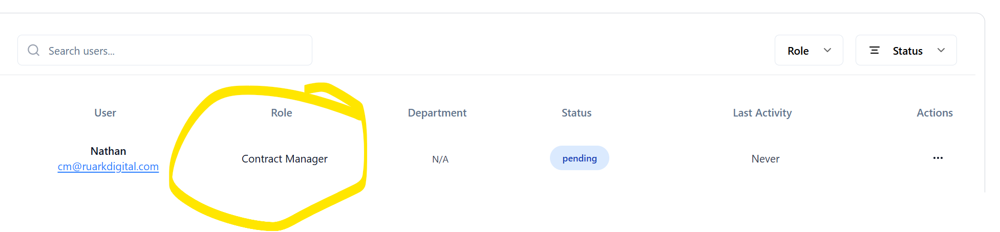 Search users...
Role
Status
User Role Department Status Last Activity Actions
Nathan
cm@ruarkdigital.com
Contract Manager
N/A
pending
Never